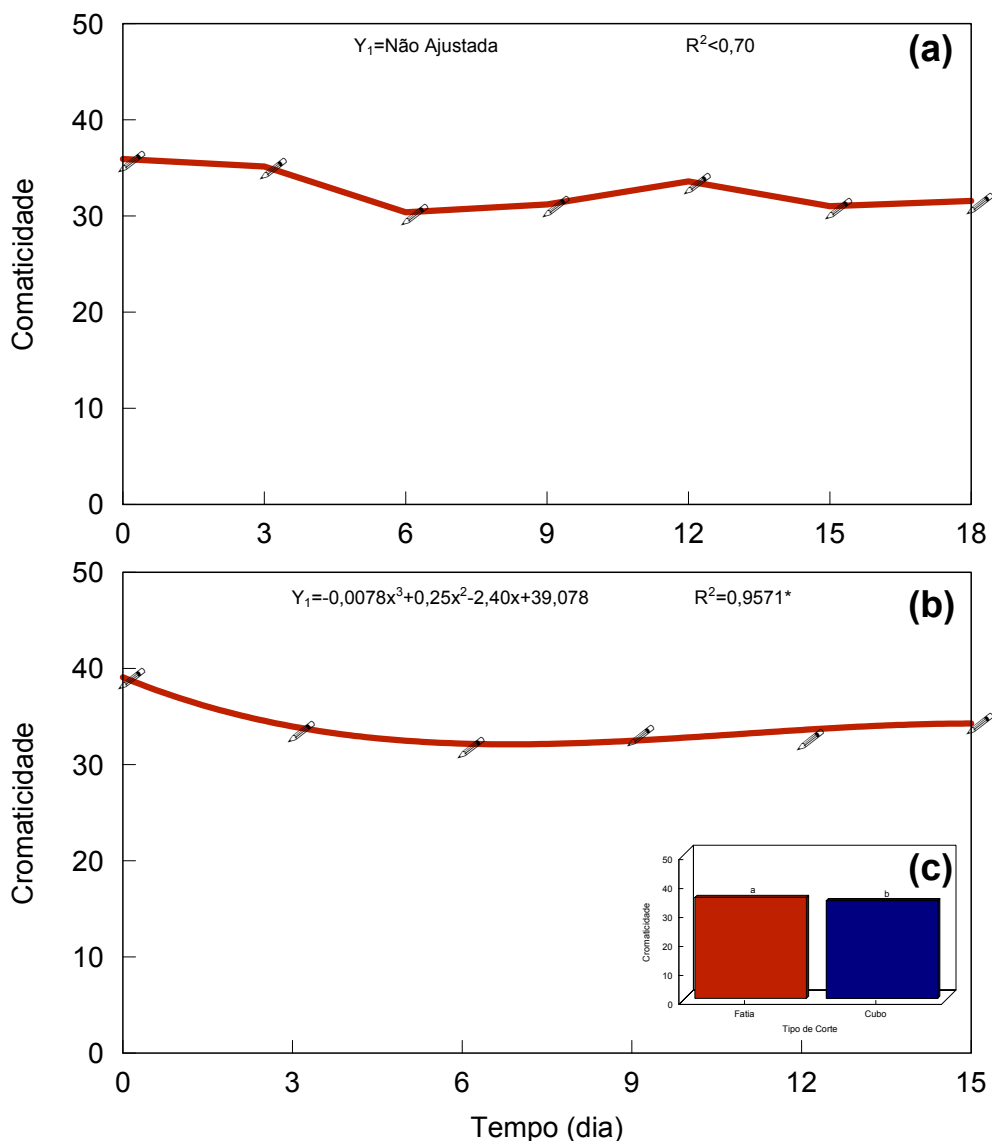 Y₁=Não Ajustada R²<0,70 (a)
Comaticidade
50
40
30
20
10
0
0 3 6 9 12 15 18
Y₁=-0,0078x³+0,25x²-2,40x+39,078 R²=0,9571* (b)
Cromaticidade
50
40
30
20
10
0
(c)
Cromaticidade
50
40
30
20
10
0
a b
Fatia Cubo
Tipo de Corte
0 3 6 9 12 15
Tempo (dia)